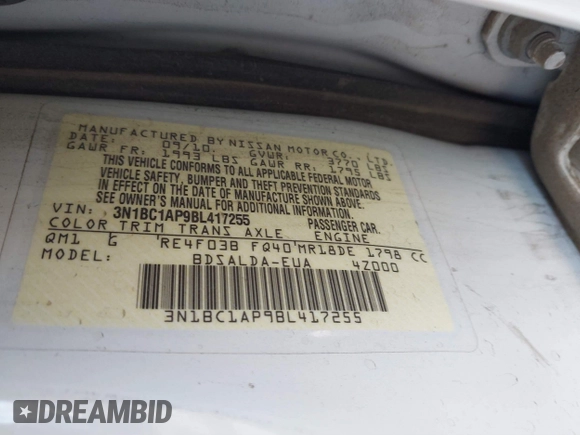 MANUFACTURED BY NISSAN MOTOR CO., LTD.
DATE: 09/10 GVWR: 3770 LBS
GAWR FR: 1993 LBS GAWR RR: 1795 LBS
THIS VEHICLE CONFORMS TO ALL APPLICABLE FEDERAL MOTOR
VEHICLE SAFETY, BUMPER AND THEFT PREVENTION STANDARDS
IN EFFECT ON THE DATE OF MANUFACTURE SHOWN ABOVE.
SEE OWNER'S MANUAL FOR ADDITIONAL INFORMATION
VIN: 3N1BC1AP9BL417255 PASSENGER CAR.
COLOR TRIM TRANS AXLE ENGINE
QM1 G RE4F03B FQ40 MR18DE 1798 CC
MODEL: BDSALDA-EUA 4Z000
3N1BC1AP9BL417255
DREAMBID